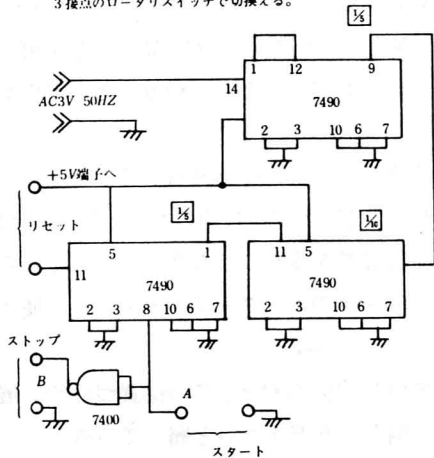 3接点のロータリスイッチで切換える。
1/5
1 12 9
14
AC3V 50HZ
7490
2 3 10 6 7
+5V端子へ
1/5
1/10
リセット
5 1 11 5
11
7490 7490
2 3 8 10 6 7 2 3 10 6 7
ストップ
B
A
7400
スタート